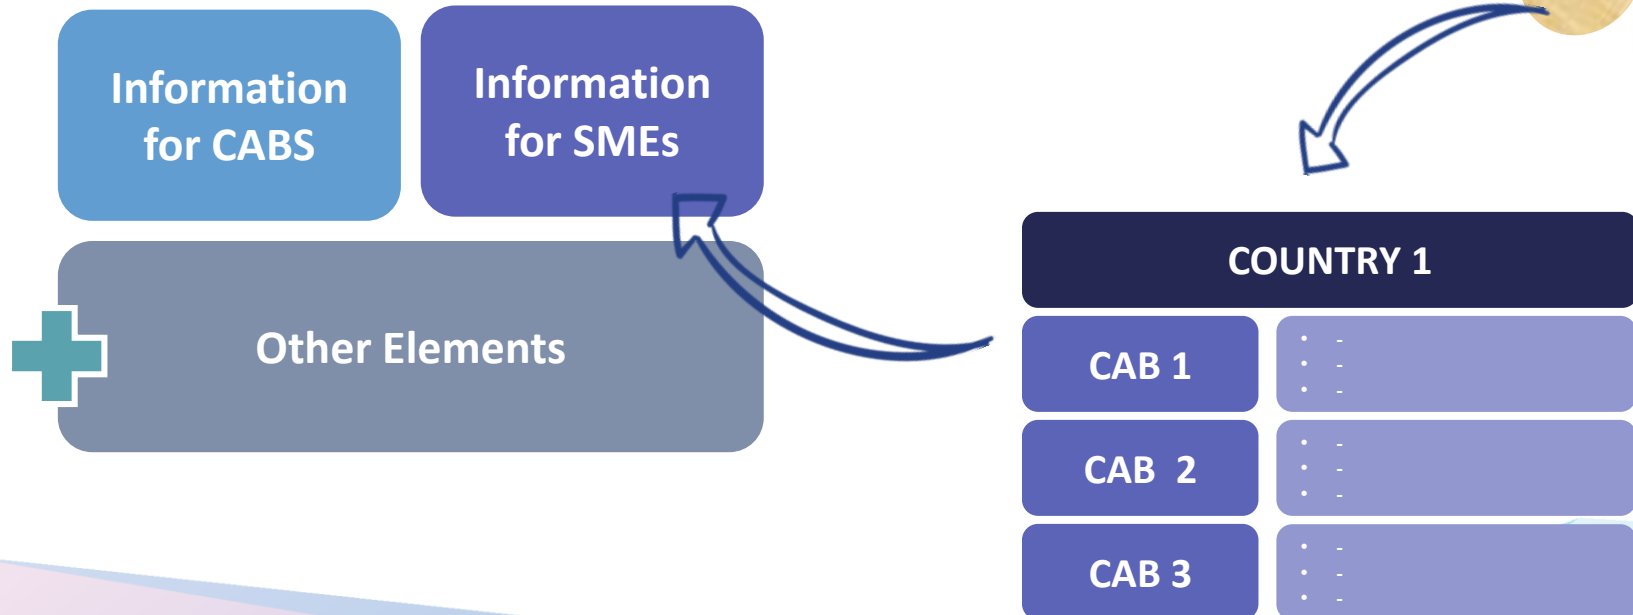 Information
for CABS
Information
for SMEs
Other Elements
COUNTRY 1
CAB 1
• -
• -
• -
CAB  2
• -
• -
• -
CAB 3
• -
• -
• -